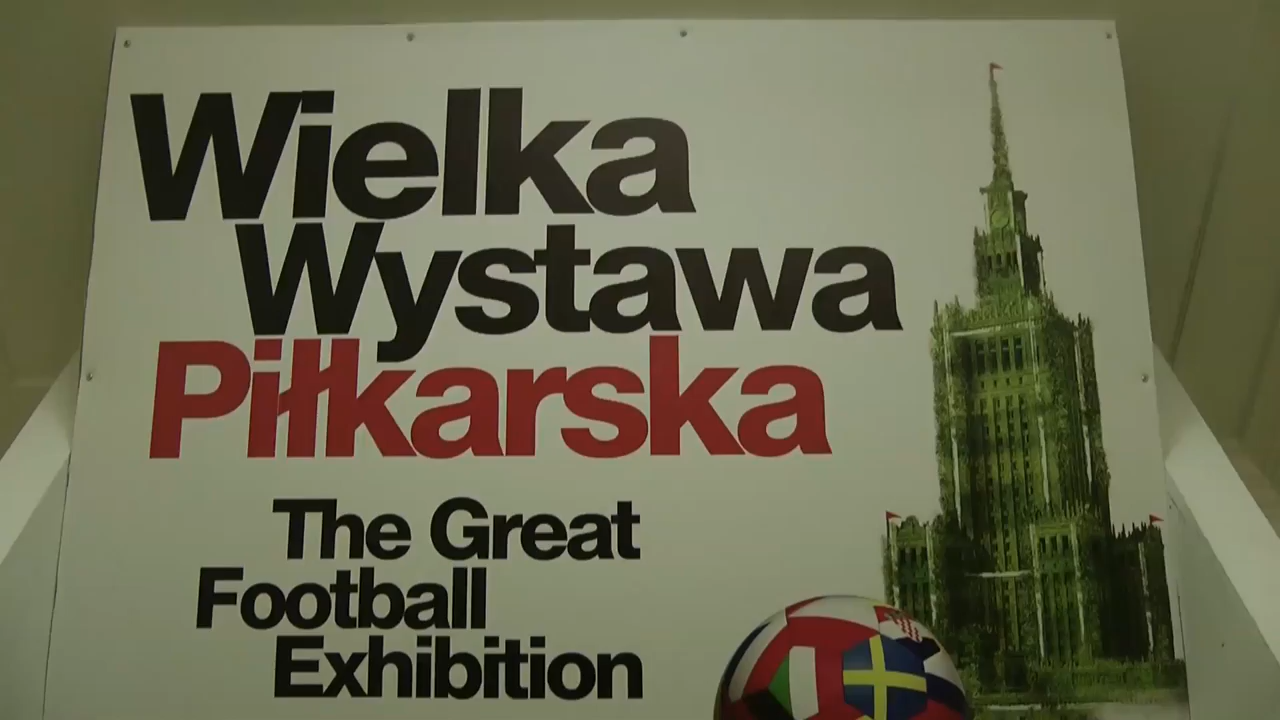 Wielka
Wystawa
Piłkarska
The Great
Football
Exhibition